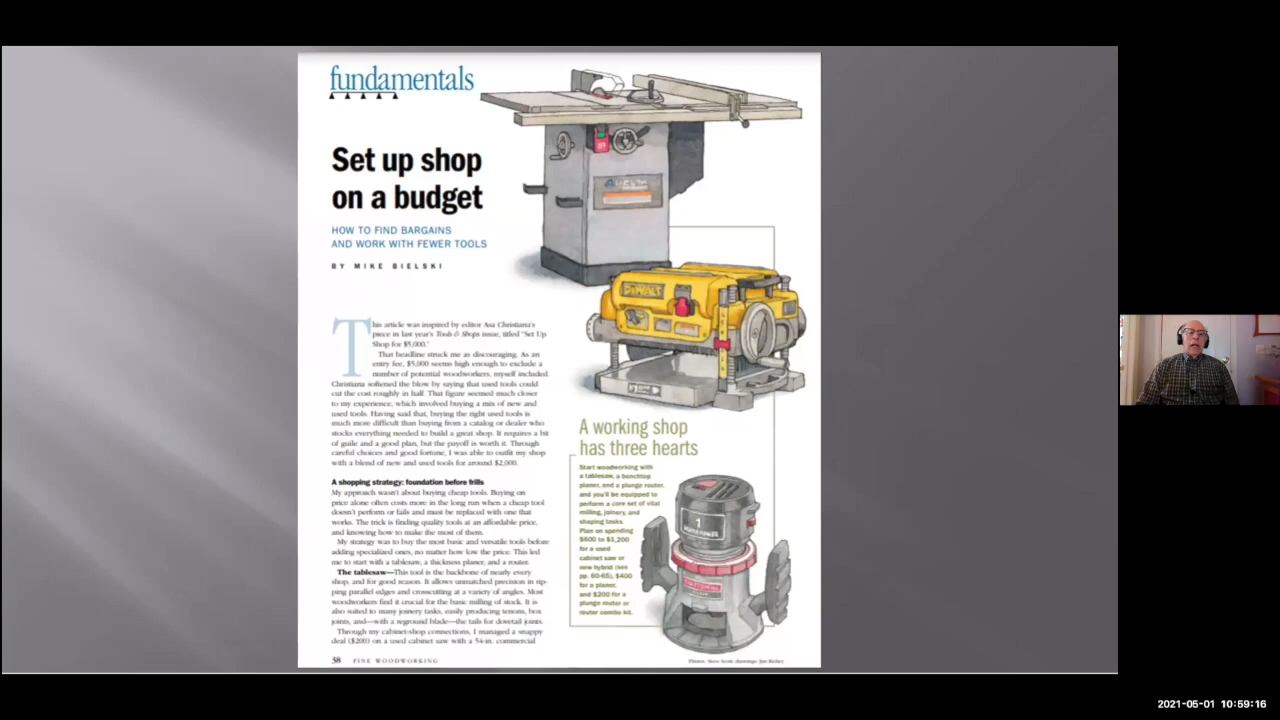 fundamentals
Set up shop
on a budget
HOW TO FIND BARGAINS
AND WORK WITH FEWER TOOLS
BY MIKE BIELSKI
This article was inspired by editor Asa Christiana's
piece in last year's Tools & Shops issue, titled "Set Up
Shop for $5,000."
That headline struck me as discouraging. As an
entry fee, $5,000 seems high enough to exclude a
number of potential woodworkers, myself included.
Christiana softened the blow by saying that used tools could
cut the cost roughly in half. That figure seemed much closer
to my experience, which involved buying a mix of new and
used tools. Having said that, buying the right used tools is
much more difficult than buying from a catalog or dealer who
stocks everything needed to build a great shop. It requires a bit
of guile and a good plan, but the payoff is worth it. Through
careful choices and good fortune, I was able to outfit my shop
with a blend of new and used tools for around $2,000.
A shopping strategy: foundation before frills
My approach wasn't about buying cheap tools. Buying on
price alone often costs more in the long run when a cheap tool
doesn't perform or fails and must be replaced with one that
works. The trick is finding quality tools at an affordable price,
and knowing how to make the most of them.
My strategy was to buy the most basic and versatile tools before
adding specialized ones, no matter how low the price. This led
me to start with a tablesaw, a thickness planer, and a router.
The tablesaw—This tool is the backbone of nearly every
shop, and for good reason. It allows unmatched precision in rip-
ping parallel edges and crosscutting at a variety of angles. Most
woodworkers find it crucial for the basic milling of stock. It is
also suited to many joinery tasks, easily producing tenons, box
joints, and—with a reground blade—the tails for dovetail joints.
Through my cabinet-shop connections, I managed a snappy
deal ($200) on a used cabinet saw with a 54-in. commercial
DELTA
DEWALT
A working shop
has three hearts
Start woodworking with
a tablesaw, a benchtop
planer, and a plunge router,
and you'll be equipped to
perform a core set of vital
milling, joinery, and
shaping tasks.
Plan on spending
$600 to $1,200
for a used
cabinet saw or
new hybrid (see
pp. 60-65), $400
for a planer,
and $200 for a
plunge router or
router combo kit.
1
HORSEPOWER
CRAFTSMAN
38 FINE WOODWORKING
Photos: Steve Scott; drawings: Jim Richey
2021-05-01 10:59:16